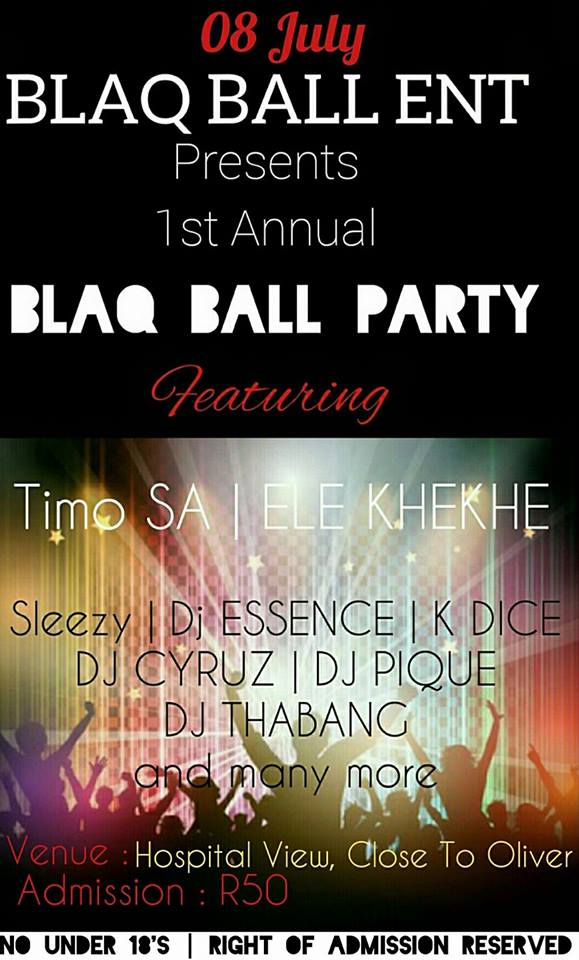 08 July
BLAQ BALL ENT
Presents
1st Annual
BLAQ BALL PARTY
Featuring
Timo SA | ELE KHEKHE
Sleezy | Dj ESSENCE | K DICE
DJ CYRUZ | DJ PIQUE
DJ THABANG
and many more
Venue : Hospital View, Close To Oliver
Admission : R50
NO UNDER 18'S | RIGHT OF ADMISSION RESERVED